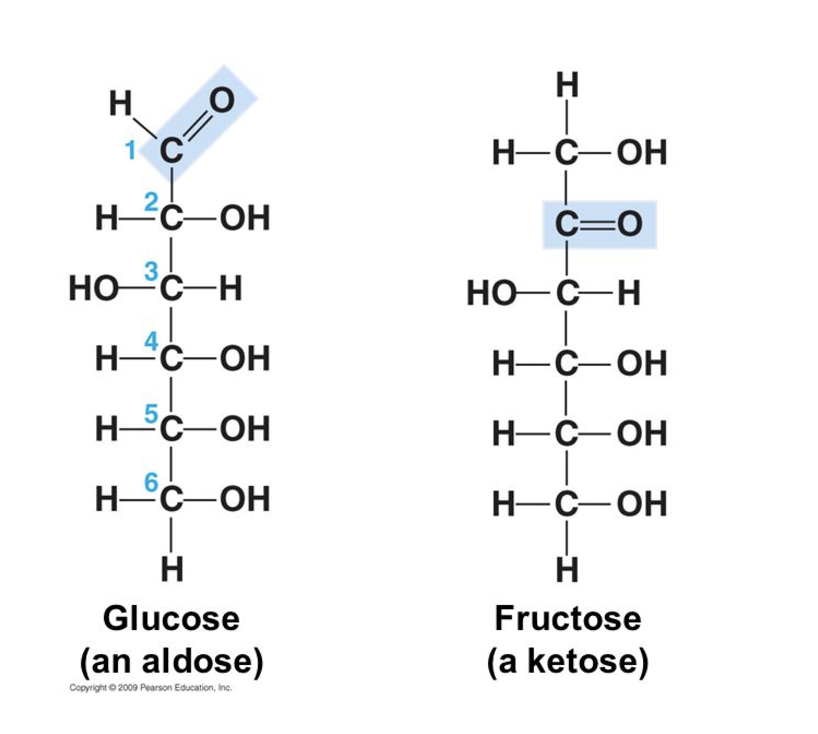 H O
1 C
2
H C OH
3
HO C H
4
H C OH
5
H C OH
6
H C OH
H
Glucose
(an aldose)
Copyright © 2009 Pearson Education, Inc.
H
H C OH
C O
HO C H
H C OH
H C OH
H C OH
H
Fructose
(a ketose)